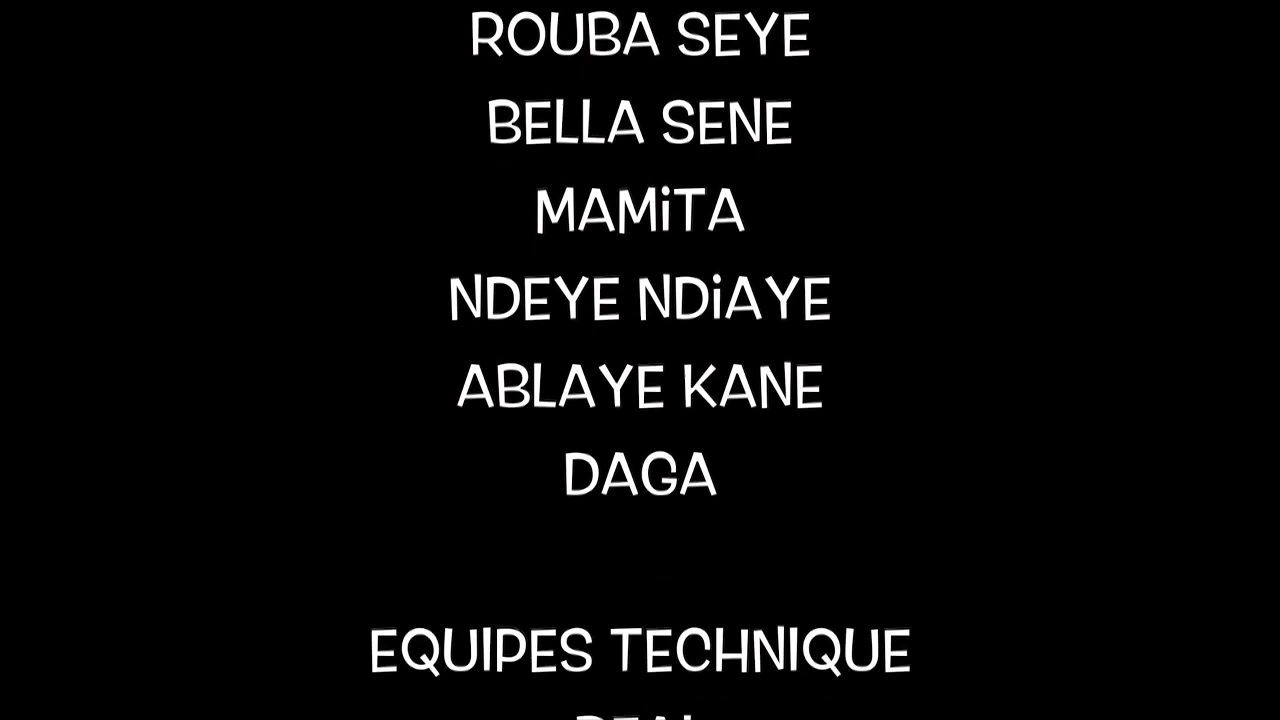 ROUBA SEYE
BELLA SENE
MAMiTA
NDEYE NDiAYE
ABLAYE KANE
DAGA
EQUIPES TECHNIQUE